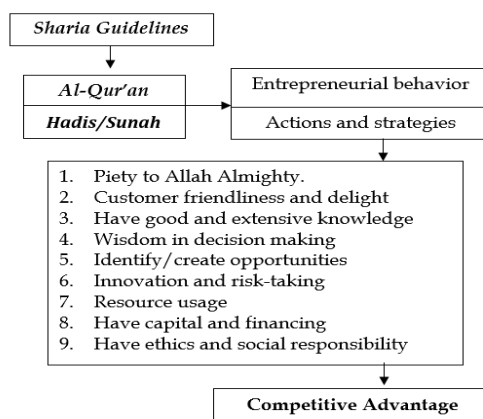 Sharia Guidelines
Al-Qur'an
Hadis/Sunah
Entrepreneurial behavior
Actions and strategies
1. Piety to Allah Almighty.
2. Customer friendliness and delight
3. Have good and extensive knowledge
4. Wisdom in decision making
5. Identify/create opportunities
6. Innovation and risk-taking
7. Resource usage
8. Have capital and financing
9. Have ethics and social responsibility
Competitive Advantage